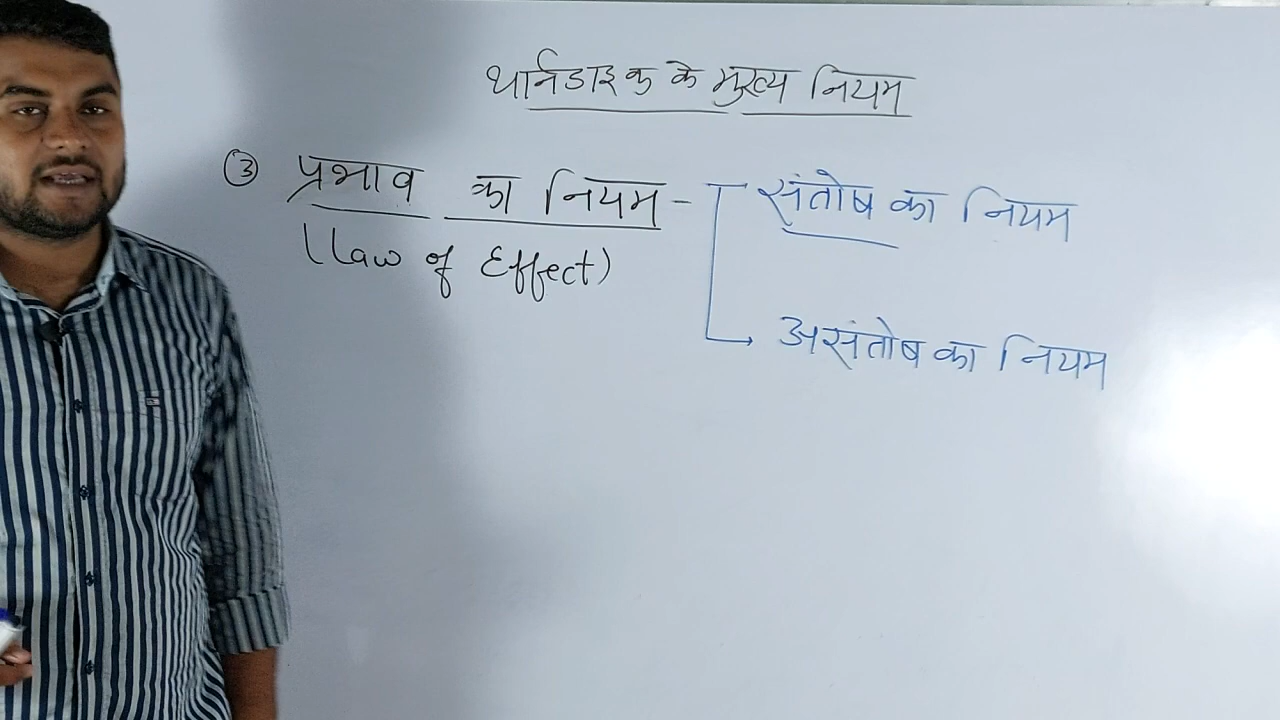 थार्नडाइक के मुख्य नियम
③ प्रभाव का नियम - संतोष का नियम
(Law of Effect)
→ असंतोष का नियम